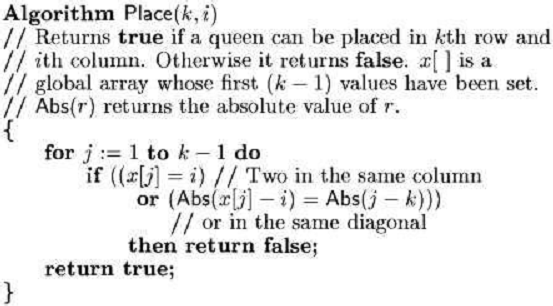 Algorithm Place(k, i)
// Returns true if a queen can be placed in kth row and
// ith column. Otherwise it returns false. x[ ] is a
// global array whose first (k − 1) values have been set.
// Abs(r) returns the absolute value of r.
{
for j := 1 to k − 1 do
if ((x[j] = i) // Two in the same column
or (Abs(x[j] − i) = Abs(j − k)))
// or in the same diagonal
then return false;
return true;
}